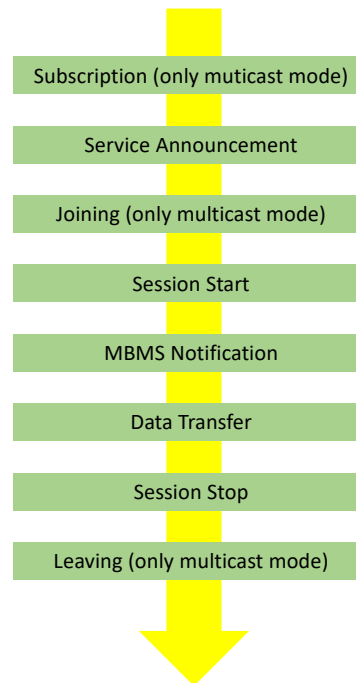 Subscription (only muticast mode)
Service Announcement
Joining (only multicast mode)
Session Start
MBMS Notification
Data Transfer
Session Stop
Leaving (only multicast mode)